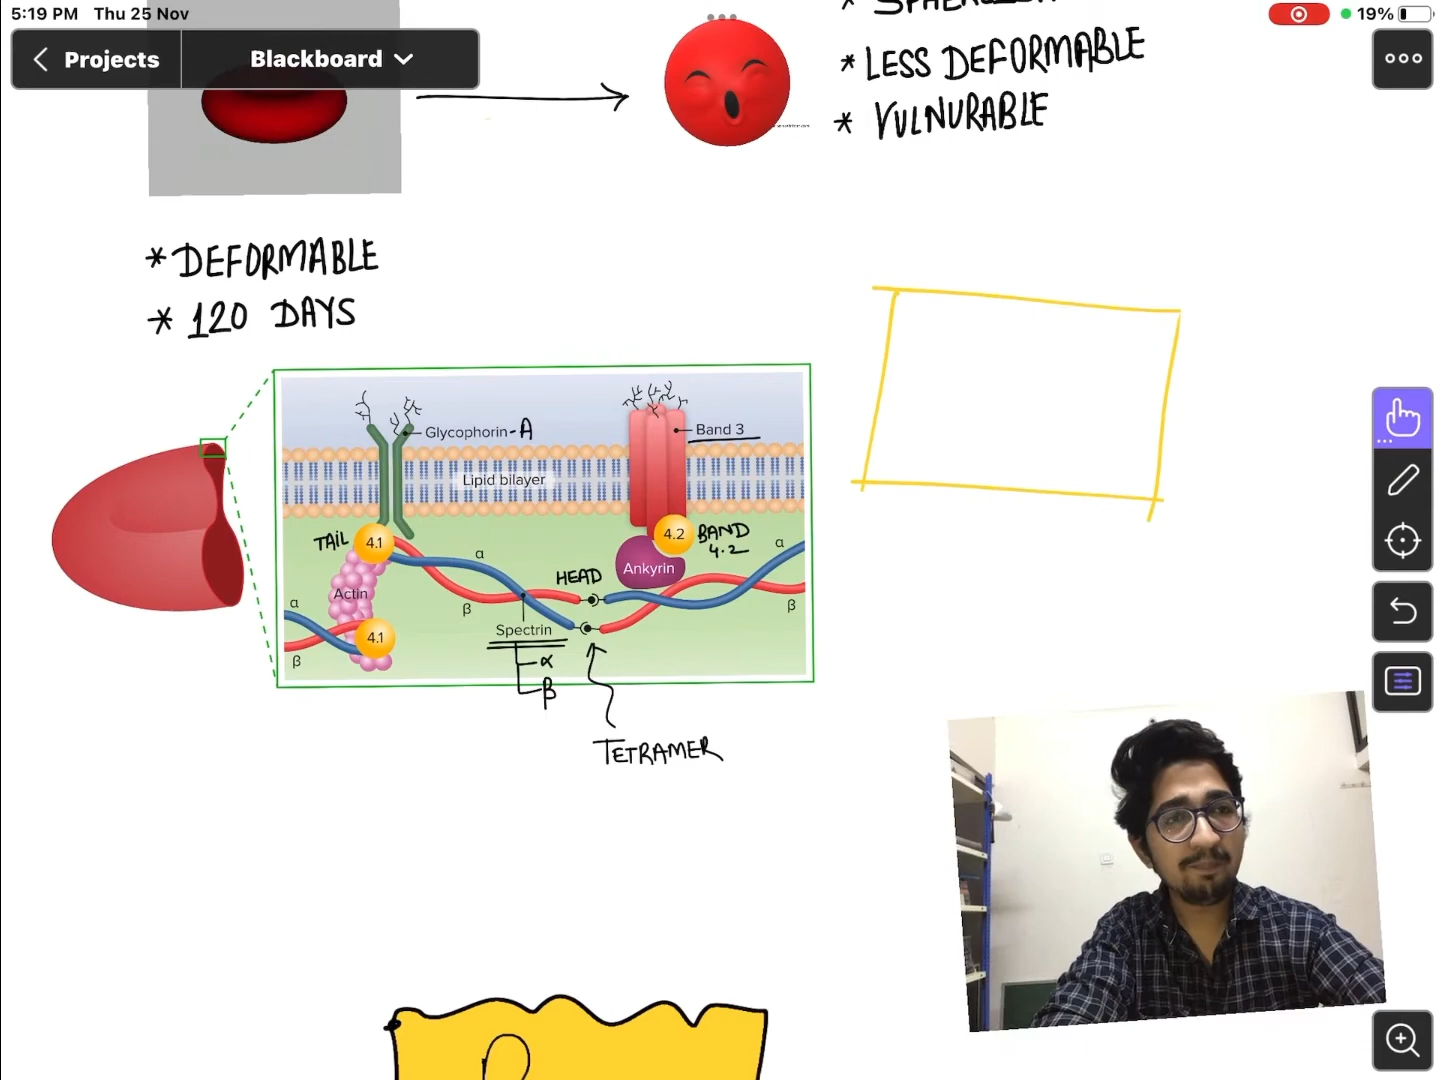 5:19 PM Thu 25 Nov
19%
Projects
Blackboard
* LESS DEFORMABLE
* VULNURABLE
* DEFORMABLE
* 120 DAYS
Glycophorin-A
Band 3
Lipid bilayer
TAIL
4.1
α
β
HEAD
4.2
BAND
4.2
Ankyrin
α
β
Actin
α
β
4.1
Spectrin
α
β
TETRAMER